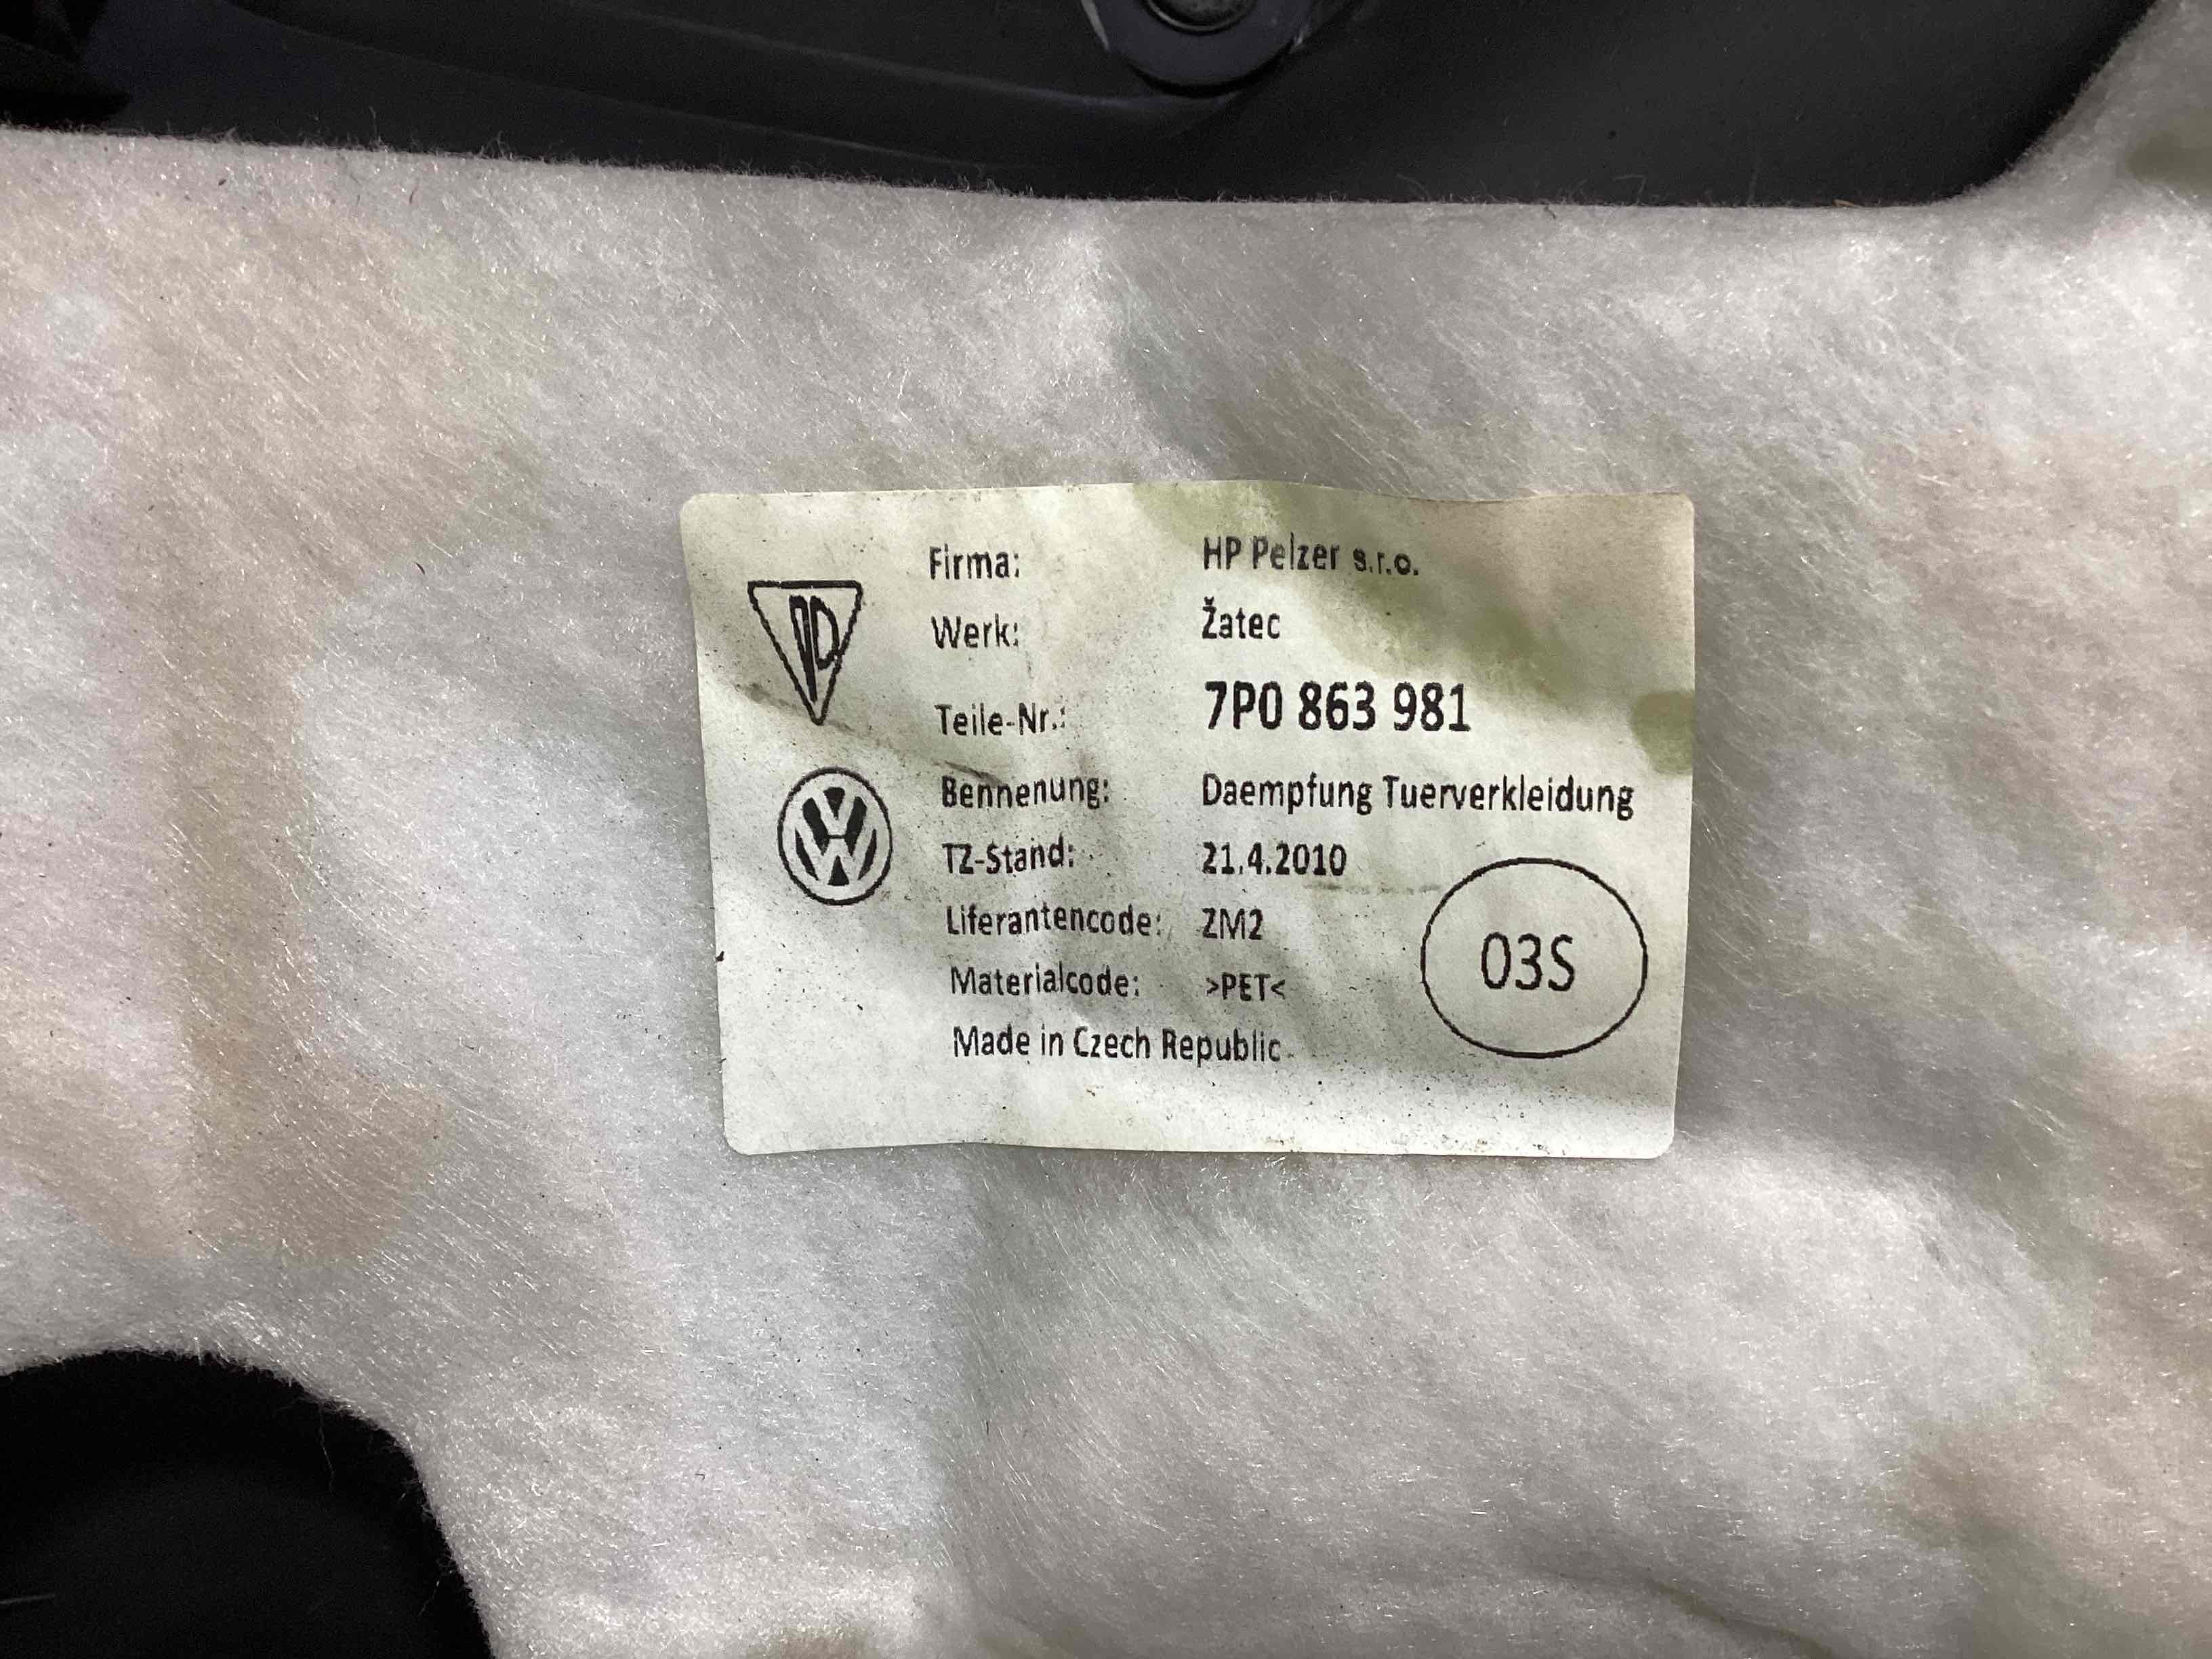 Firma: HP Pelzer s.r.o.
Werk: Žatec
Teile-Nr.: 7P0 863 981
Bennenung: Daempfung Tuerverkleidung
TZ-Stand: 21.4.2010
Liferantencode: ZM2
Materialcode: >PET<
03S
Made in Czech Republic